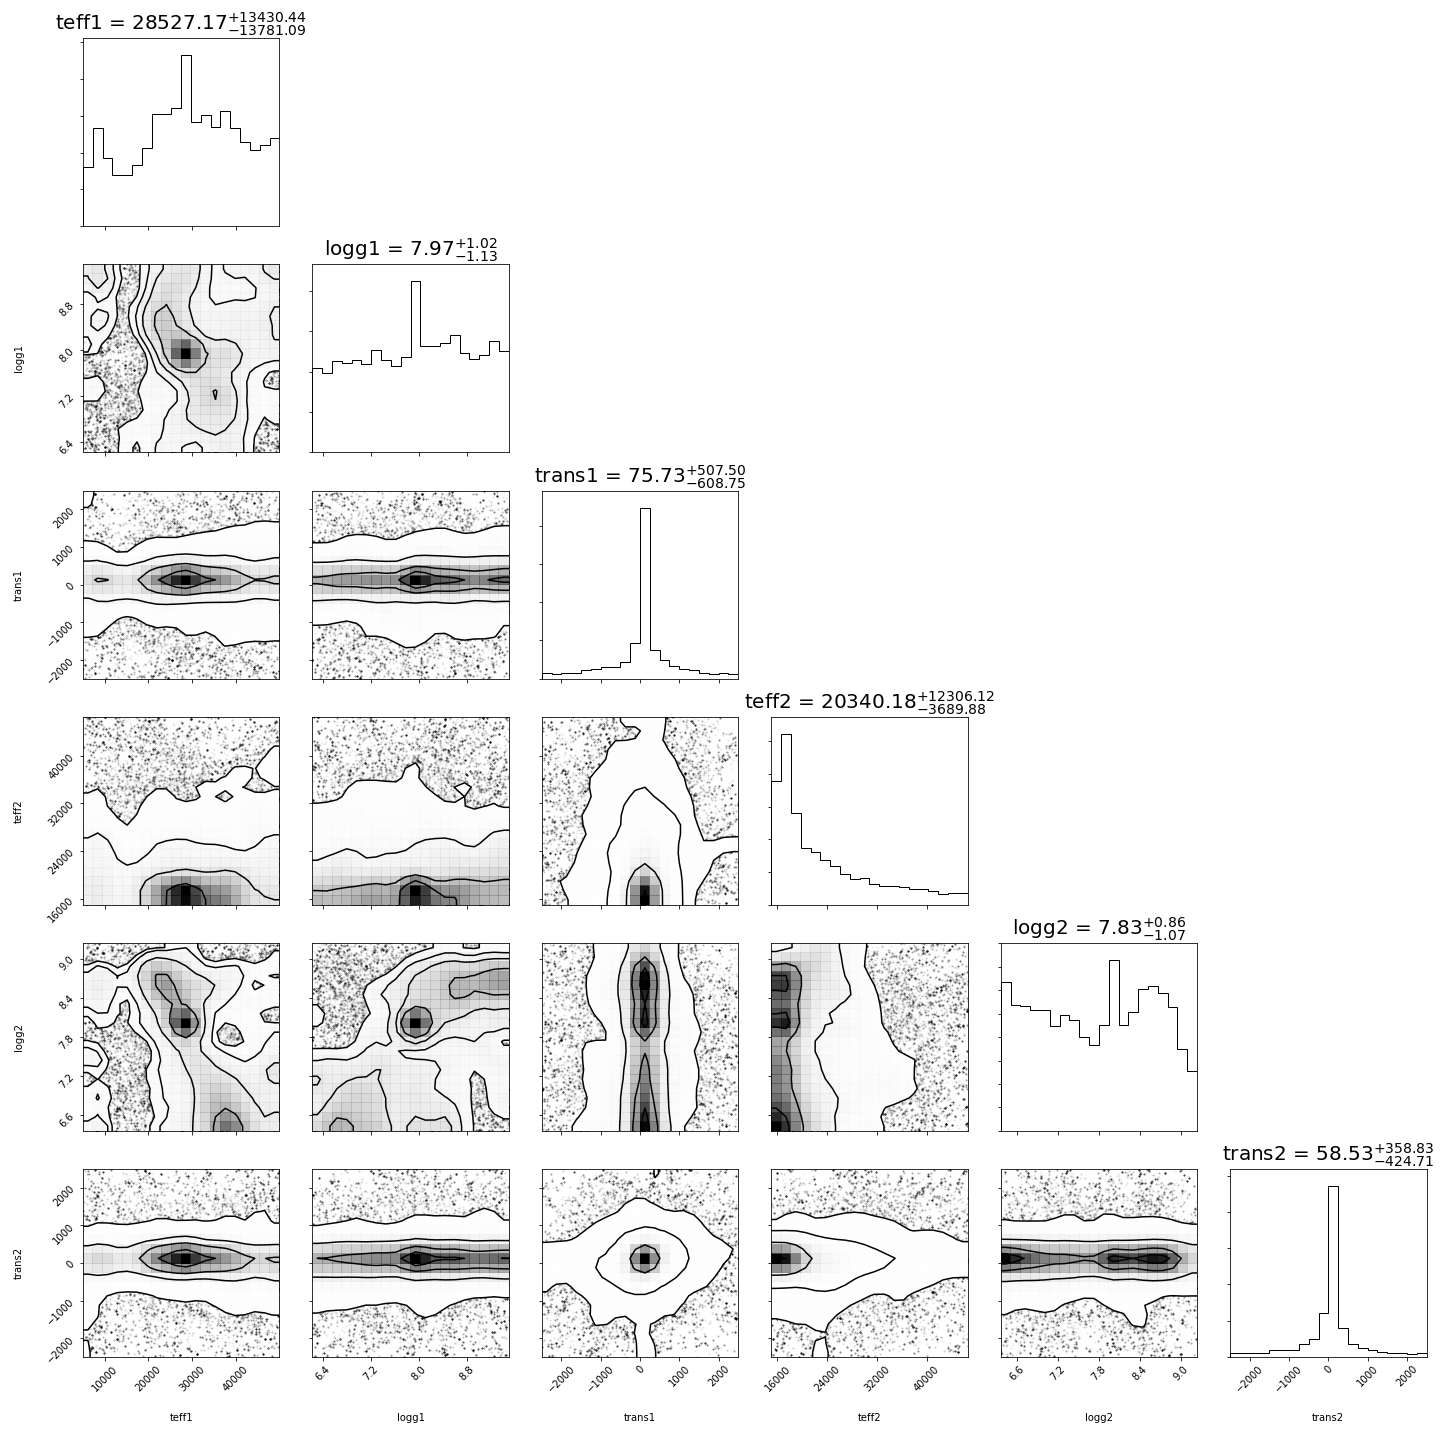 teff1 = 28527.17+13430.44−13781.09
logg1 = 7.97+1.02−1.13
8.8
8.0
7.2
6.4
logg1
trans1 = 75.73+507.50−608.75
2000
1000
0
−1000
−2000
trans1
teff2 = 20340.18+12306.12−3689.88
40000
32000
24000
16000
teff2
logg2 = 7.83+0.86−1.07
9.0
8.4
7.8
7.2
6.6
logg2
trans2 = 58.53+358.83−424.71
2000
1000
0
−1000
−2000
trans2
10000 20000 30000 40000
6.4 7.2 8.0 8.8
−2000 −1000 0 1000 2000
16000 24000 32000 40000
6.6 7.2 7.8 8.4 9.0
−2000 −1000 0 1000 2000
teff1 logg1 trans1 teff2 logg2 trans2